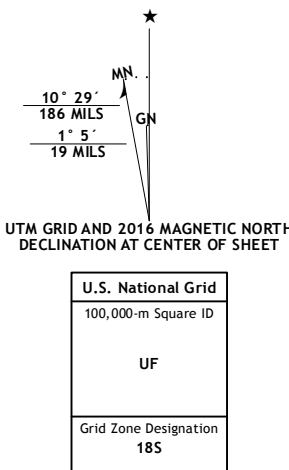 ★
MN
GN
10° 29´
186 MILS
1° 5´
19 MILS
UTM GRID AND 2016 MAGNETIC NORTH
DECLINATION AT CENTER OF SHEET
U.S. National Grid
100,000-m Square ID
UF
Grid Zone Designation
18S